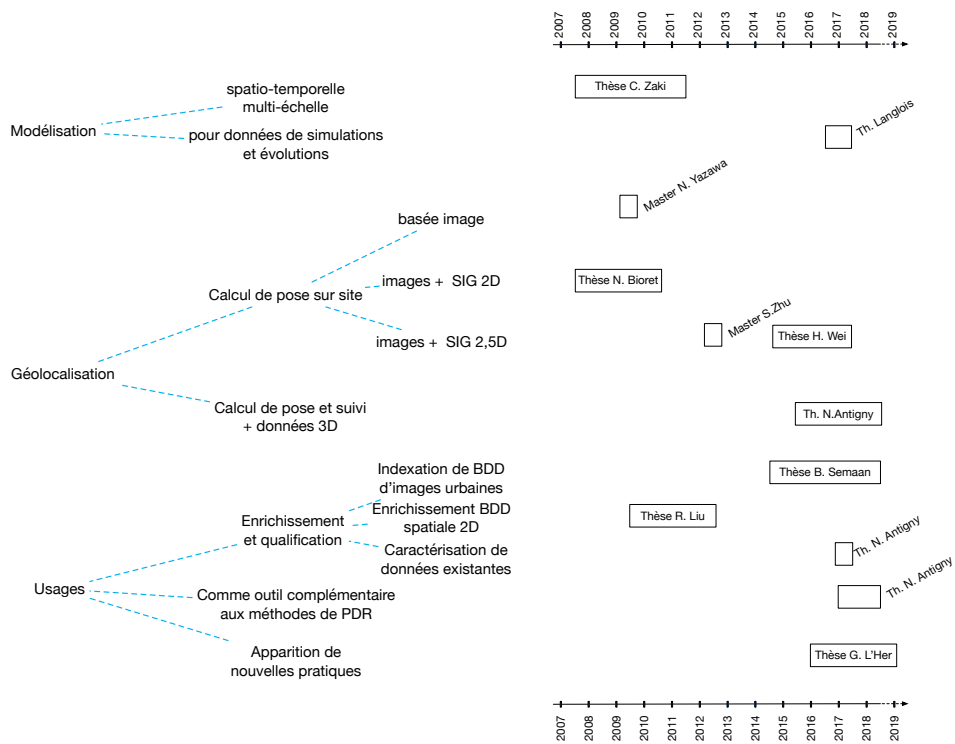 2007
2008
2009
2010
2011
2012
2013
2014
2015
2016
2017
2018
2019
spatio-temporelle
multi-échelle
Thèse C. Zaki
Modélisation
pour données de simulations
et évolutions
Th. Langlois
Master N. Yazawa
basée image
Calcul de pose sur site
images + SIG 2D
Thèse N. Bioret
images + SIG 2,5D
Master S.Zhu
Thèse H. Wei
Géolocalisation
Calcul de pose et suivi
+ données 3D
Th. N.Antigny
Indexation de BDD
d'images urbaines
Thèse B. Semaan
Enrichissement
et qualification
Enrichissement BDD
spatiale 2D
Thèse R. Liu
Caractérisation de
données existantes
Th. N. Antigny
Usages
Comme outil complémentaire
aux méthodes de PDR
Th. N. Antigny
Apparition de
nouvelles pratiques
Thèse G. L'Her
2007
2008
2009
2010
2011
2012
2013
2014
2015
2016
2017
2018
2019